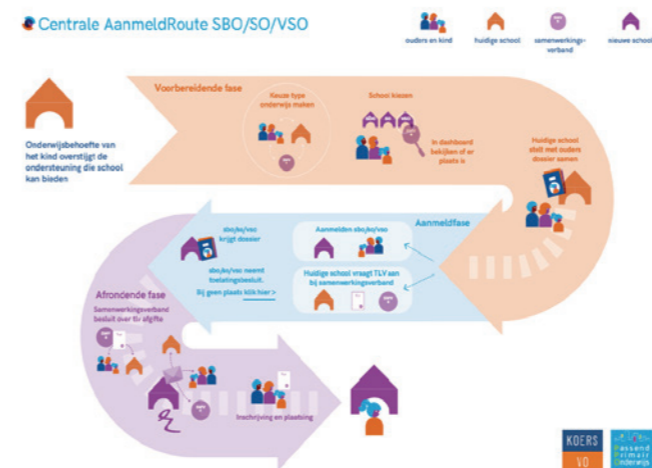 Centrale AanmeldRoute SBO/SO/VSO
ouders en kind
huidige school
samenwerkings-
verband
nieuwe school
Voorbereidende fase
Keuze type
onderwijs maken
School kiezen
In dashboard
bekijken of er
plaats is
Huidige school
stelt met ouders
dossier samen
Onderwijsbehoefte van
het kind overstijgt de
ondersteuning die school
kan bieden
Aanmeldfase
Aanmelden sbo/so/vso
Huidige school vraagt TLV aan
bij samenwerkingsverband
sbo/so/vso
krijgt dossier
sbo/so/vso neemt
toelatingsbesluit.
Bij geen plaats klik hier >
Afrondende fase
Samenwerkingsverband
besluit over tlv afgifte
Inschrijving en plaatsing
KOERS
VO
Passend
Primair
Onderwijs